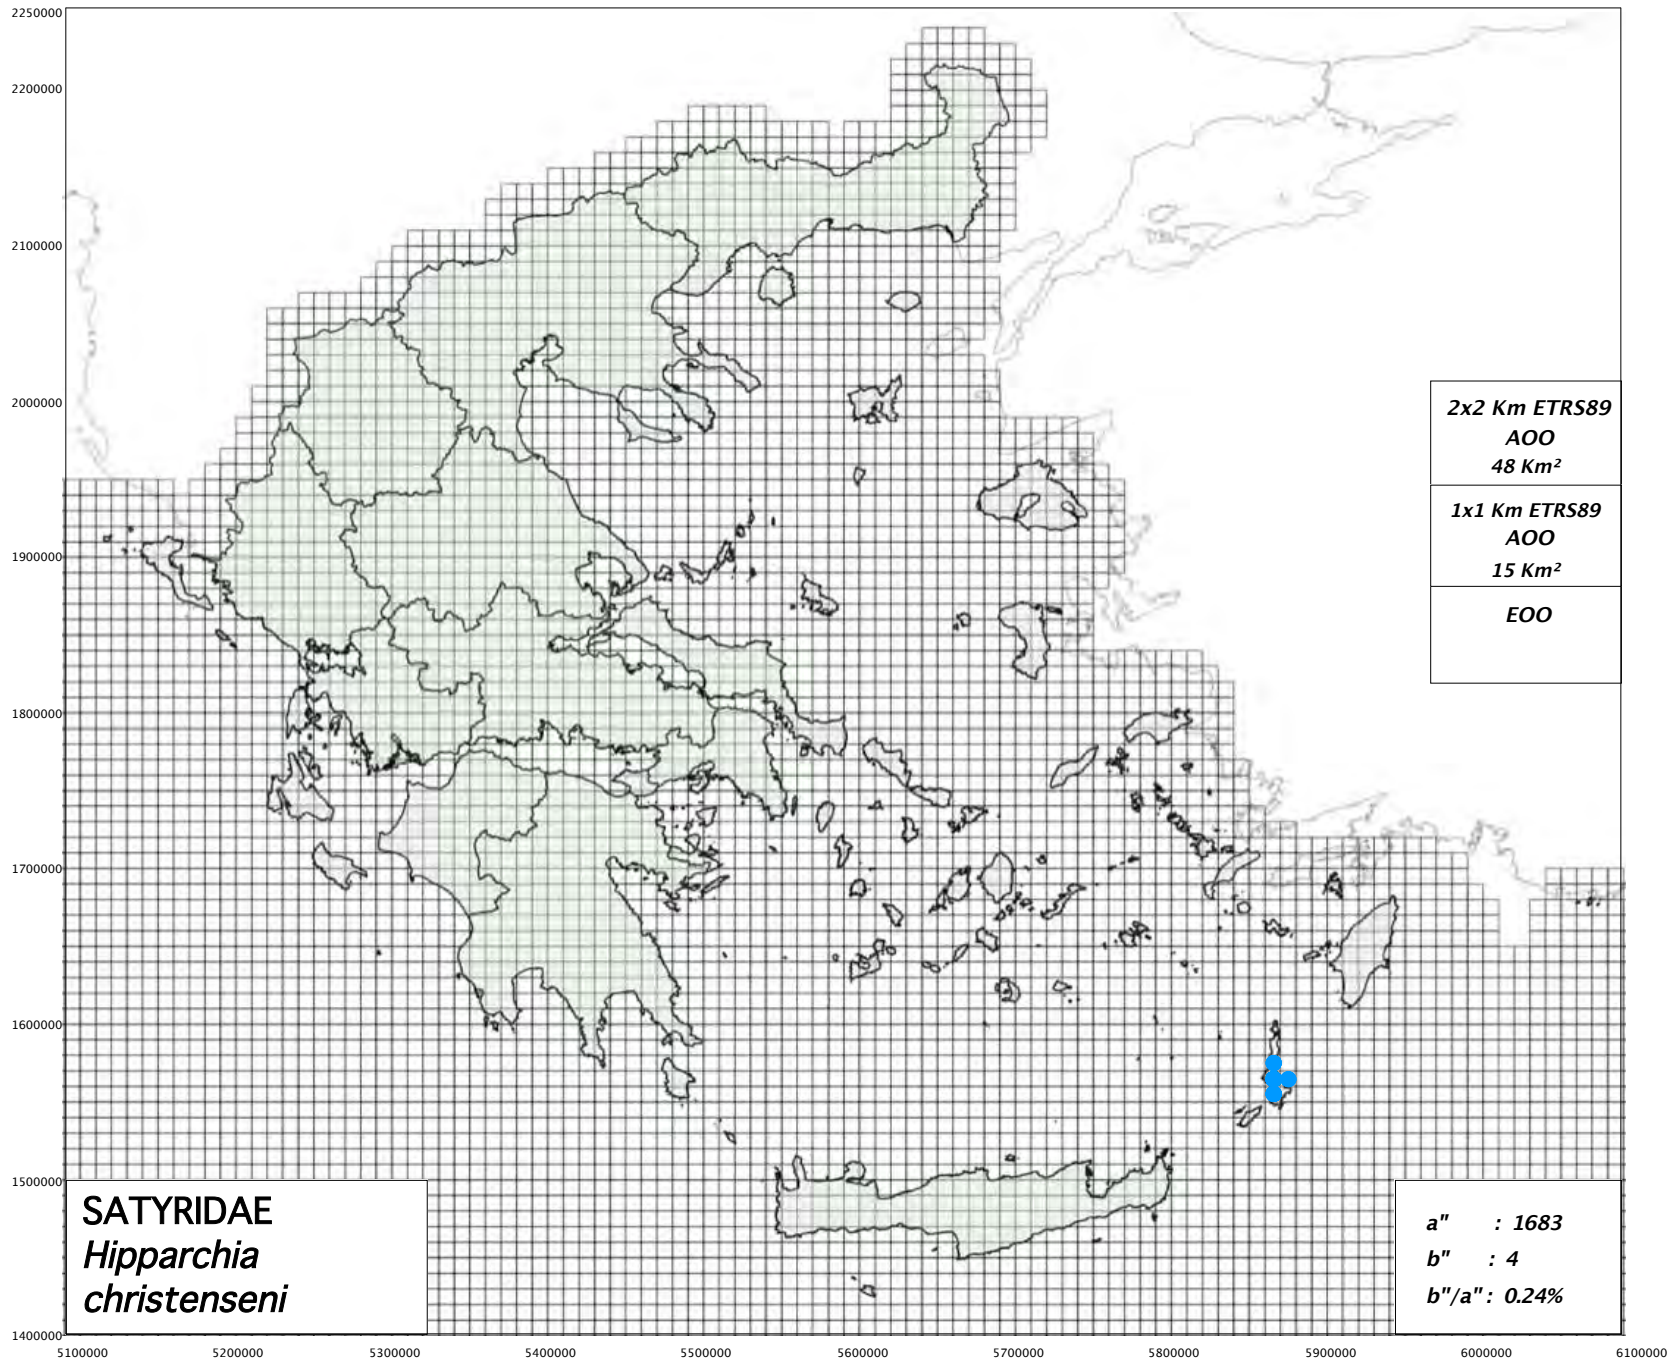 2250000
2200000
2100000
2000000
1900000
1800000
1700000
1600000
1500000
1400000
2x2 Km ETRS89
AOO
48 Km²
1x1 Km ETRS89
AOO
15 Km²
EOO
SATYRIDAE
Hipparchia
christenseni
a" : 1683
b" : 4
b"/a" : 0.24%
5100000 5200000 5300000 5400000 5500000 5600000 5700000 5800000 5900000 6000000 6100000